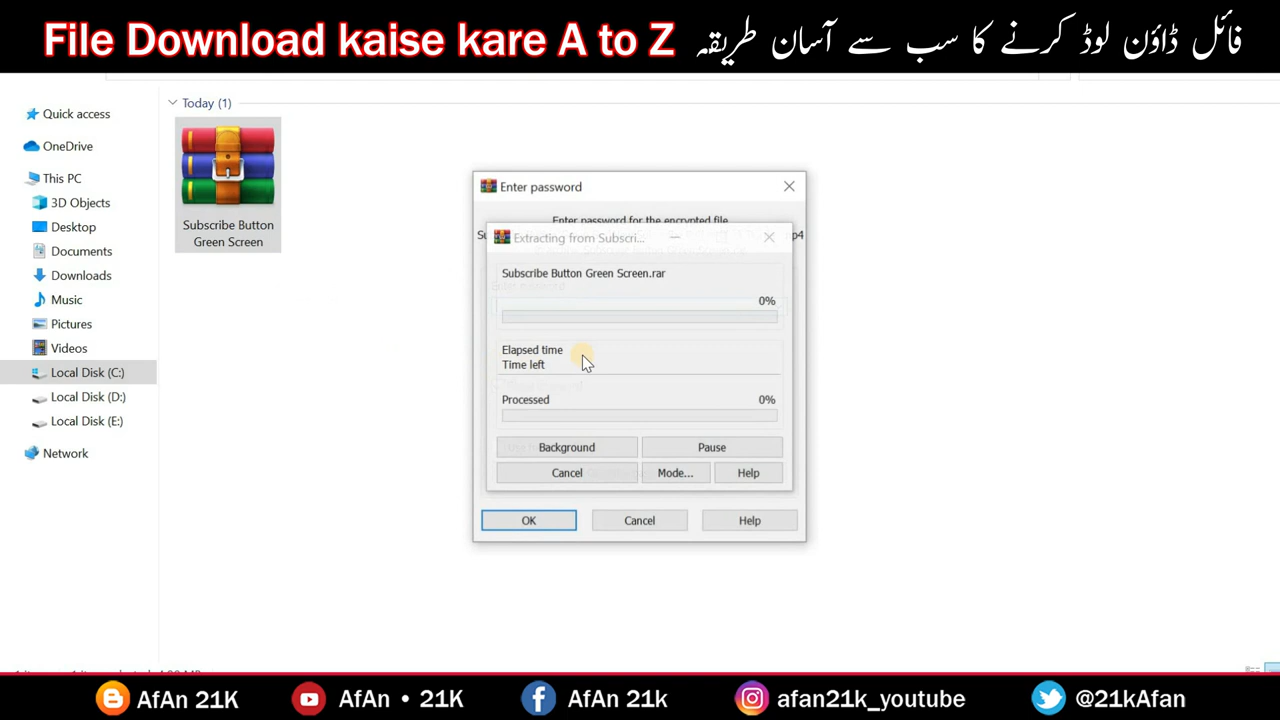 File Download kaise kare A to Z
فائل ڈاؤن لوڈ کرنے کا سب سے آسان طریقہ
Quick access
OneDrive
This PC
3D Objects
Desktop
Documents
Downloads
Music
Pictures
Videos
Local Disk (C:)
Local Disk (D:)
Local Disk (E:)
Network
Today (1)
Subscribe Button
Green Screen
Enter password
Enter password for the encrypted file
Extracting from Subscri...
Subscribe Button Green Screen.rar
0%
Elapsed time
Time left
Processed 0%
Background Pause
Cancel Mode... Help
OK Cancel Help
AfAn 21K
AfAn • 21K
AfAn 21k
afan21k_youtube
@21kAfan